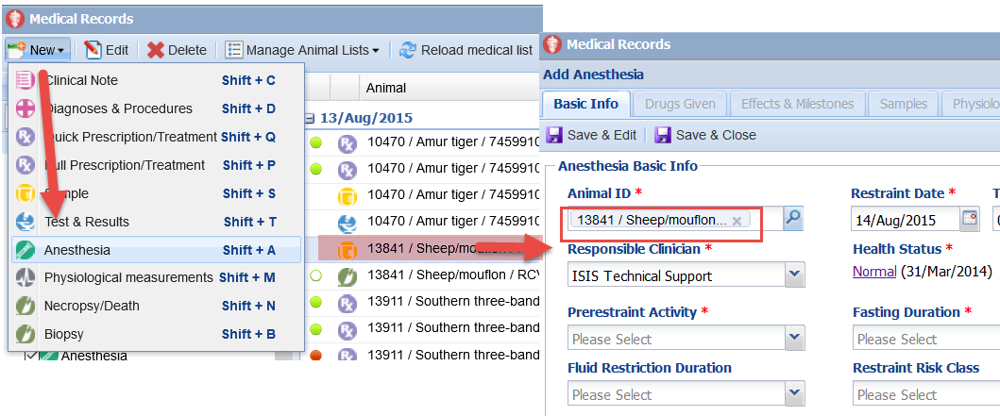 Medical Records
New Edit Delete Manage Animal Lists Reload medical list
Clinical Note Shift + C
Diagnoses & Procedures Shift + D
Quick Prescription/Treatment Shift + Q
Full Prescription/Treatment Shift + P
Sample Shift + S
Test & Results Shift + T
Anesthesia Shift + A
Physiological measurements Shift + M
Necropsy/Death Shift + N
Biopsy Shift + B
Anesthesia
Animal
13/Aug/2015
10470 / Amur tiger / 7459910
10470 / Amur tiger / 7459910
10470 / Amur tiger /
10470 / Amur tiger /
13841 / Sheep/mouflon /
13841 / Sheep/mouflon / RCV
13911 / Southern three-band
13911 / Southern three-band
13911 / Southern three-band
Medical Records
Add Anesthesia
Basic Info Drugs Given Effects & Milestones Samples Physiolo
Save & Edit Save & Close
Anesthesia Basic Info
Animal ID * Restraint Date * T
13841 / Sheep/mouflon... 14/Aug/2015
Responsible Clinician * Health Status *
ISIS Technical Support Normal (31/Mar/2014)
Prerestraint Activity * Fasting Duration *
Please Select Please Select
Fluid Restriction Duration Restraint Risk Class
Please Select Please Select